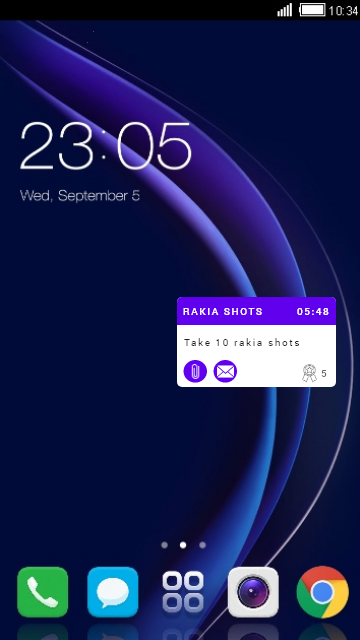 10:34
23:05
Wed, September 5
RAKIA SHOTS 05:48
Take 10 rakia shots
5